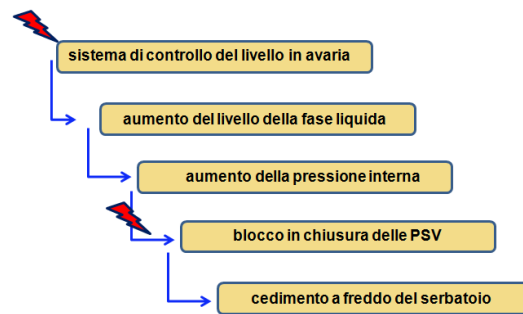 sistema di controllo del livello in avaria
aumento del livello della fase liquida
aumento della pressione interna
blocco in chiusura delle PSV
cedimento a freddo del serbatoio